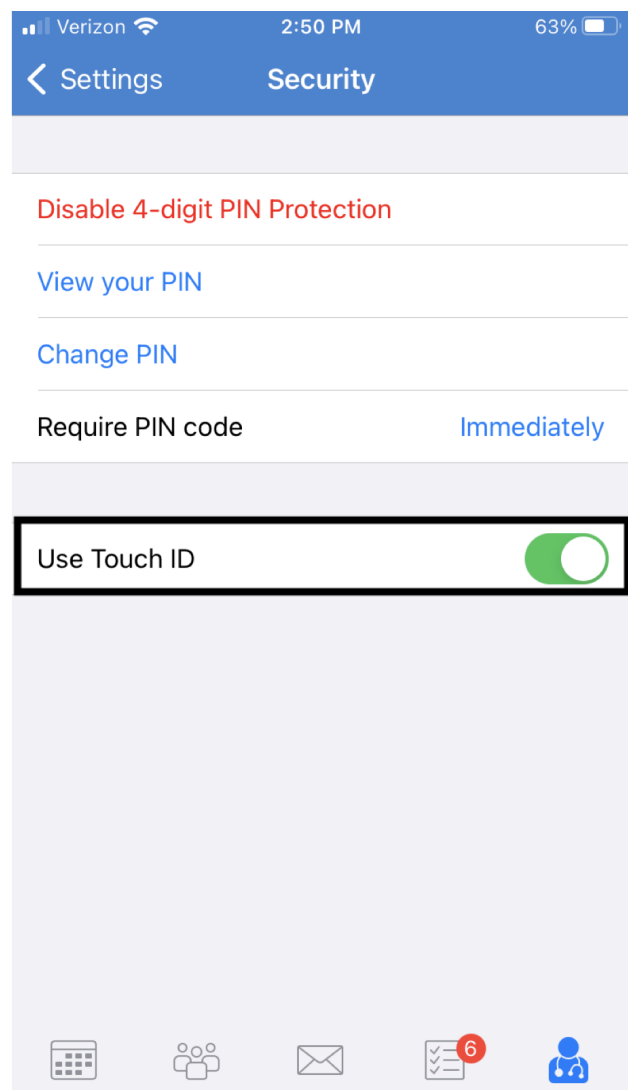 Verizon 2:50 PM 63%
Settings Security
Disable 4-digit PIN Protection
View your PIN
Change PIN
Require PIN code Immediately
Use Touch ID
6